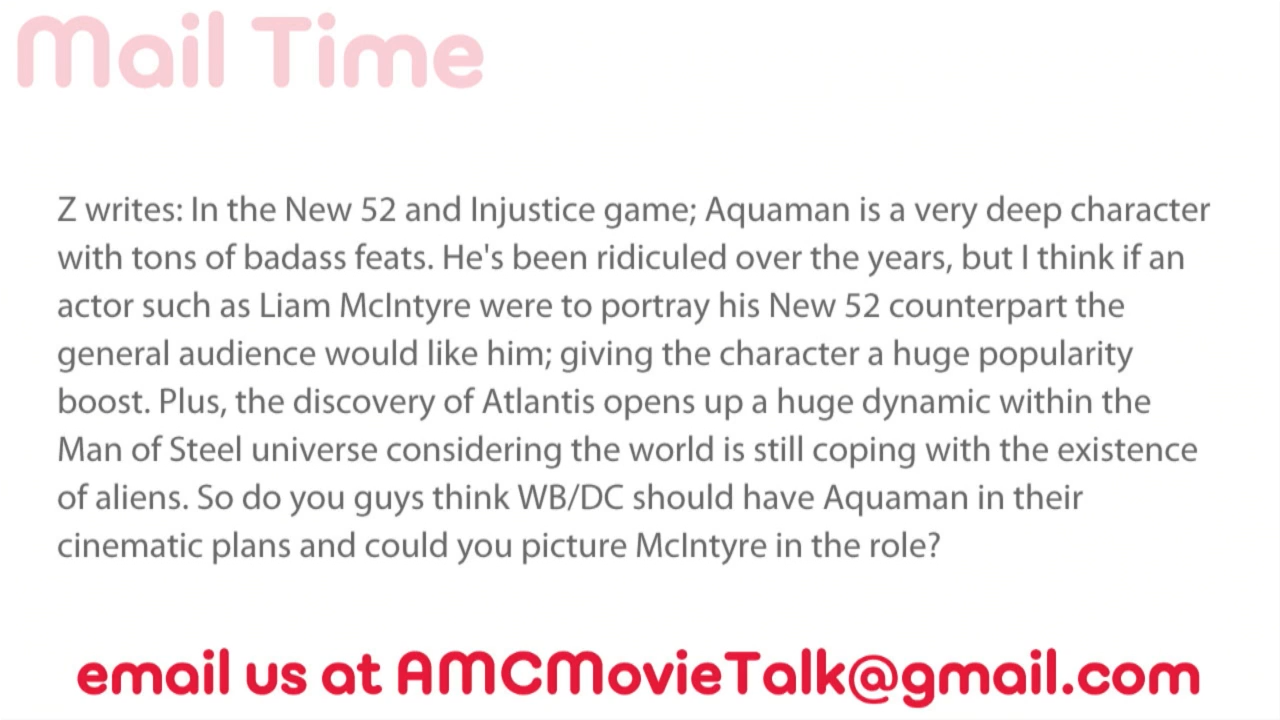 Mail Time
Z writes: In the New 52 and Injustice game; Aquaman is a very deep character
with tons of badass feats. He's been ridiculed over the years, but I think if an
actor such as Liam McIntyre were to portray his New 52 counterpart the
general audience would like him; giving the character a huge popularity
boost. Plus, the discovery of Atlantis opens up a huge dynamic within the
Man of Steel universe considering the world is still coping with the existence
of aliens. So do you guys think WB/DC should have Aquaman in their
cinematic plans and could you picture McIntyre in the role?
email us at AMCMovieTalk@gmail.com